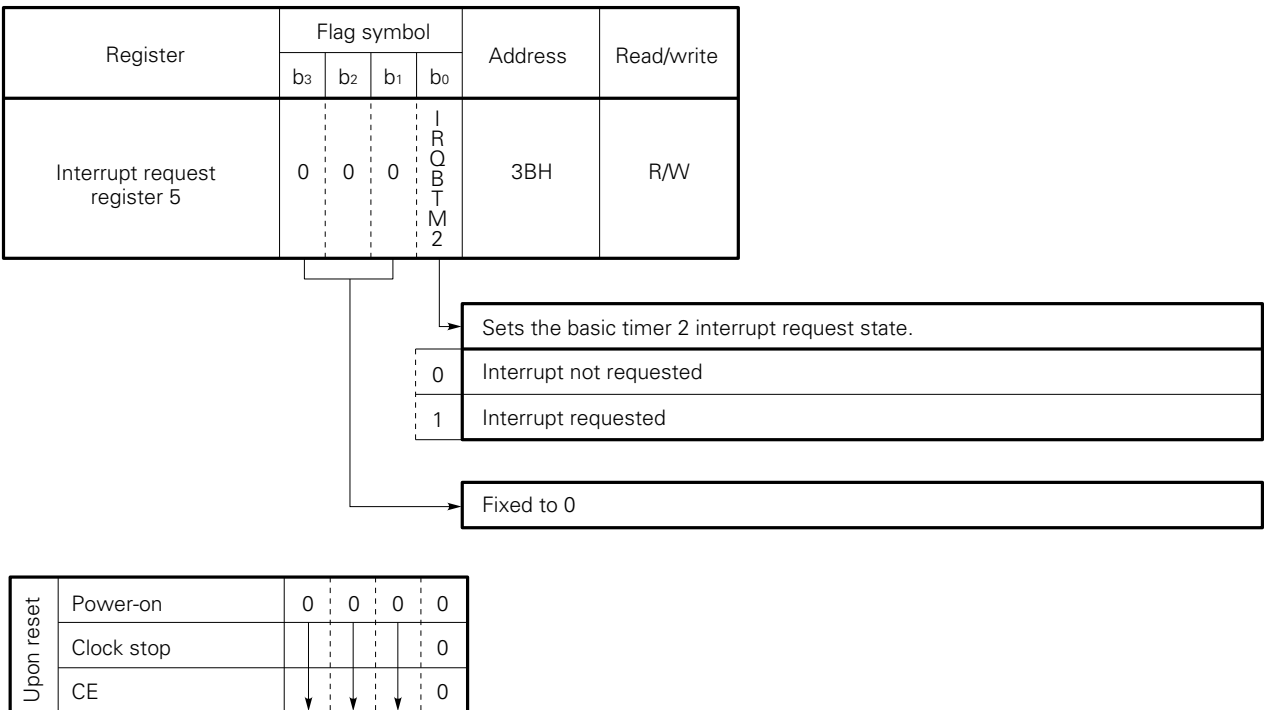 Register Flag symbol Address Read/write
b3 b2 b1 b0
Interrupt request register 5 0 0 0 IRQBTM2 3BH R/W
Sets the basic timer 2 interrupt request state.
0 Interrupt not requested
1 Interrupt requested
Fixed to 0
Upon reset
Power-on 0 0 0 0
Clock stop 0
CE 0